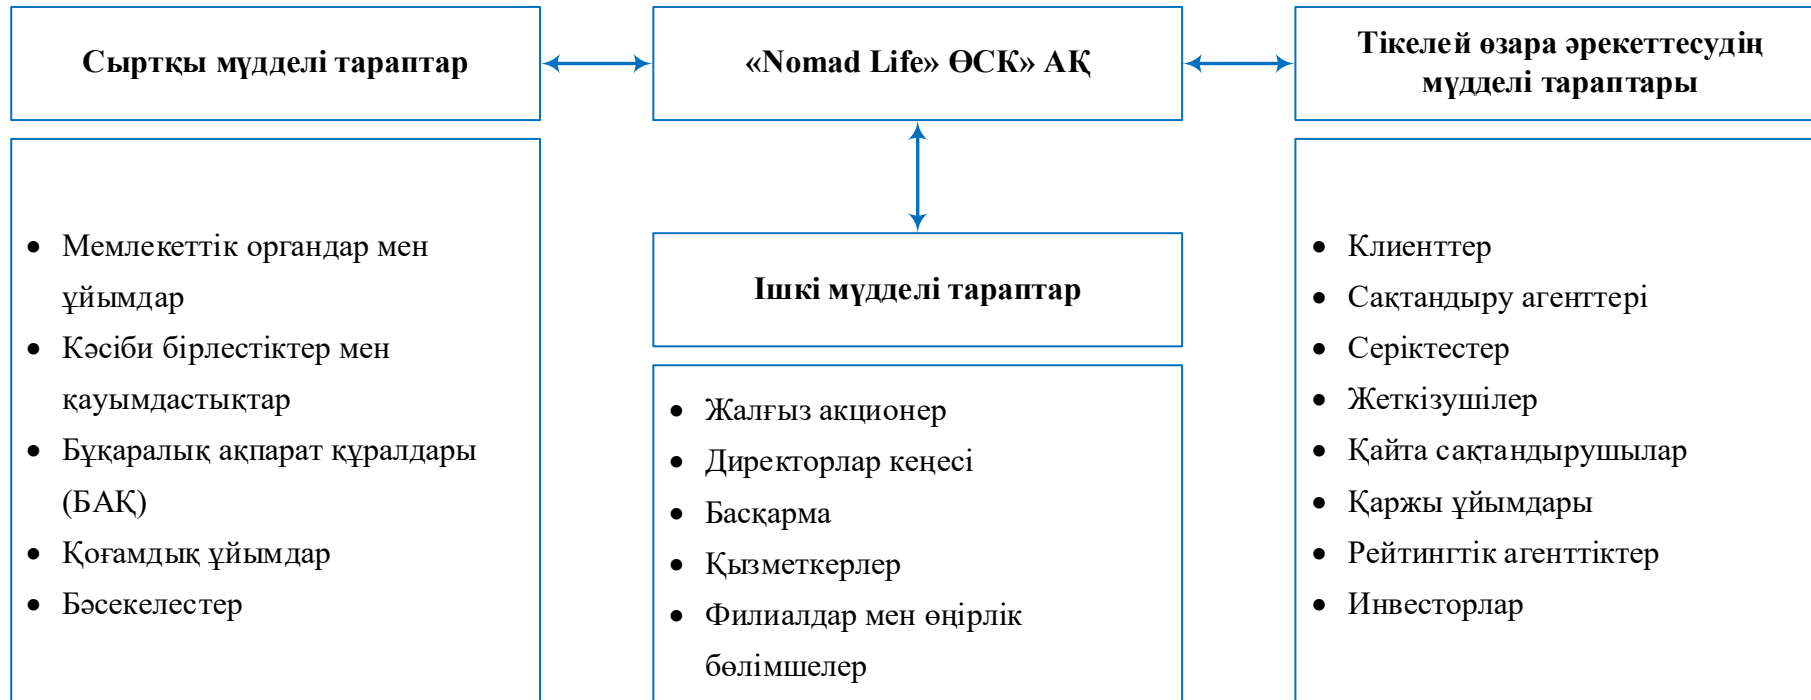 Сыртқы мүдделі тараптар
«Nomad Life» ӨСК» АҚ
Тікелей өзара әрекеттесудің
мүдделі тараптары
• Мемлекеттік органдар мен
ұйымдар
• Кәсіби бірлестіктер мен
қауымдастықтар
• Бұқаралық ақпарат құралдары
(БАҚ)
• Қоғамдық ұйымдар
• Бәсекелестер
Ішкі мүдделі тараптар
• Жалғыз акционер
• Директорлар кеңесі
• Басқарма
• Қызметкерлер
• Филиалдар мен өңірлік
бөлімшелер
• Клиенттер
• Сақтандыру агенттері
• Серіктестер
• Жеткізушілер
• Қайта сақтандырушылар
• Қаржы ұйымдары
• Рейтингтік агенттіктер
• Инвесторлар